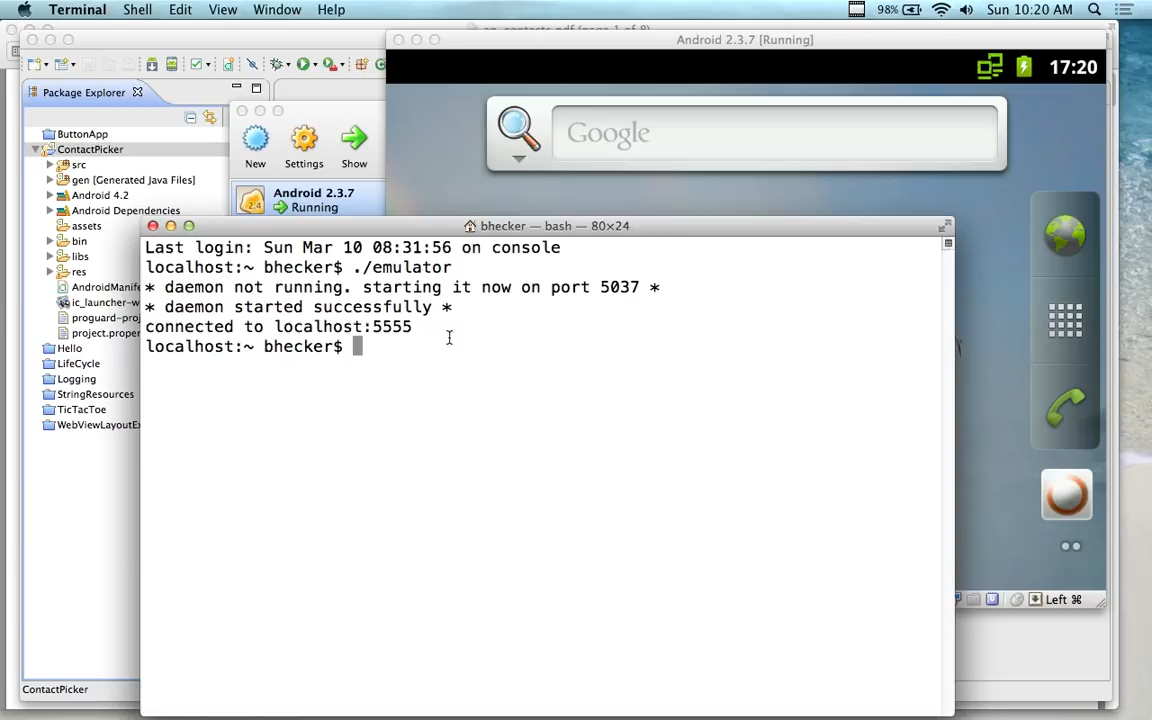 Terminal Shell Edit View Window Help 98% Sun 10:20 AM
Android 2.3.7 [Running]
17:20
Google
Package Explorer
New Settings Show
Android 2.3.7
Running
ButtonApp
ContactPicker
src
gen [Generated Java Files]
Android 4.2
Android Dependencies
assets
bin
libs
res
AndroidManife
ic_launcher-w
proguard-proj
project.proper
Hello
LifeCycle
Logging
StringResources
TicTacToe
WebViewLayoutEx
bhecker — bash — 80×24
Last login: Sun Mar 10 08:31:56 on console
localhost:~ bhecker$ ./emulator
* daemon not running. starting it now on port 5037 *
* daemon started successfully *
connected to localhost:5555
localhost:~ bhecker$
Left ⌘
ContactPicker